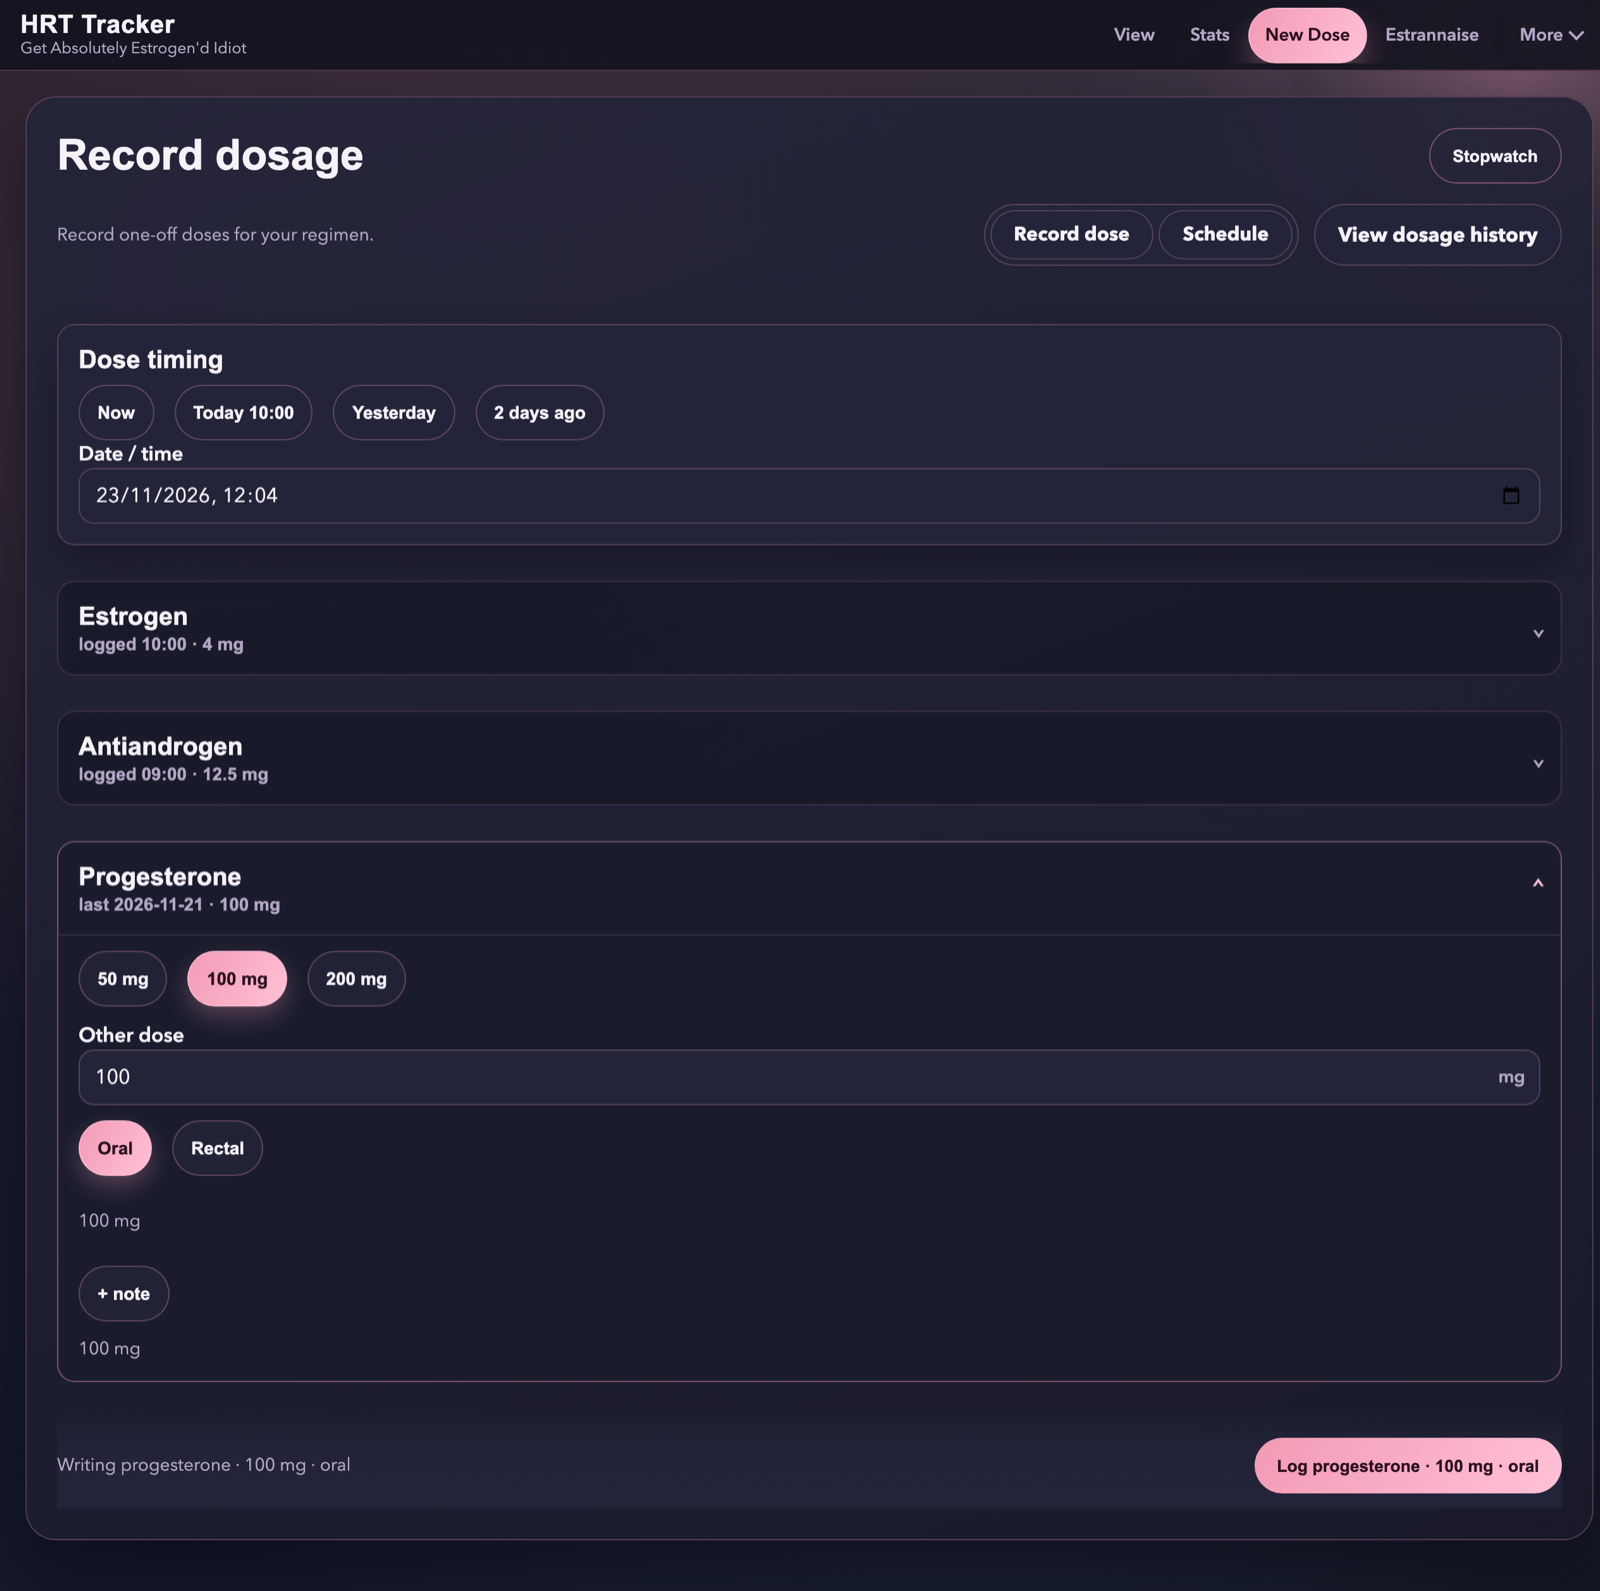 HRT Tracker
Get Absolutely Estrogen'd Idiot
View Stats New Dose Estrannaise More
Record dosage
Stopwatch
Record one-off doses for your regimen.
Record dose Schedule View dosage history
Dose timing
Now Today 10:00 Yesterday 2 days ago
Date / time
23/11/2026, 12:04
Estrogen
logged 10:00 · 4 mg
Antiandrogen
logged 09:00 · 12.5 mg
Progesterone
last 2026-11-21 · 100 mg
50 mg 100 mg 200 mg
Other dose
100 mg
Oral Rectal
100 mg
+ note
100 mg
Writing progesterone · 100 mg · oral
Log progesterone · 100 mg · oral